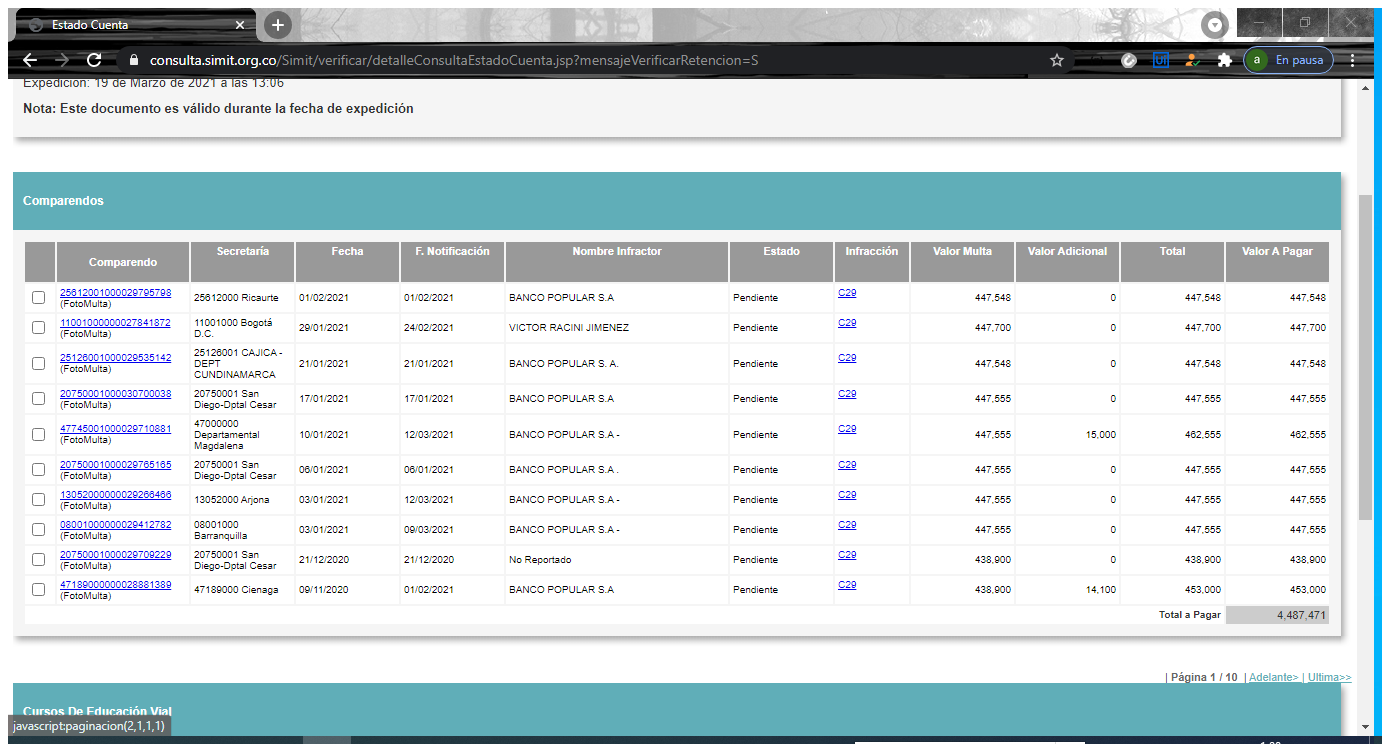 Estado Cuenta
consulta.simit.org.co/Simit/verificar/detalleConsultaEstadoCuenta.jsp?mensajeVerificarRetencion=S
a En pausa
Expedición: 19 de Marzo de 2021 a las 13:06
Nota: Este documento es válido durante la fecha de expedición
Comparendos
Comparendo Secretaría Fecha F. Notificación Nombre Infractor Estado Infracción Valor Multa Valor Adicional Total Valor A Pagar
25612001000029795798 (FotoMulta) 25612000 Ricaurte 01/02/2021 01/02/2021 BANCO POPULAR S.A Pendiente C29 447,548 0 447,548 447,548
11001000000027841872 (FotoMulta) 11001000 Bogotá D.C. 29/01/2021 24/02/2021 VICTOR RACINI JIMENEZ Pendiente C29 447,700 0 447,700 447,700
25126001000029535142 (FotoMulta) 25126001 CAJICA - DEPT CUNDINAMARCA 21/01/2021 21/01/2021 BANCO POPULAR S. A. Pendiente C29 447,548 0 447,548 447,548
20750001000030700038 (FotoMulta) 20750001 San Diego-Dptal Cesar 17/01/2021 17/01/2021 BANCO POPULAR S.A Pendiente C29 447,555 0 447,555 447,555
47745001000029710881 (FotoMulta) 47000000 Departamental Magdalena 10/01/2021 12/03/2021 BANCO POPULAR S.A - Pendiente C29 447,555 15,000 462,555 462,555
20750001000029765165 (FotoMulta) 20750001 San Diego-Dptal Cesar 06/01/2021 06/01/2021 BANCO POPULAR S.A . Pendiente C29 447,555 0 447,555 447,555
13052000000029266466 (FotoMulta) 13052000 Arjona 03/01/2021 12/03/2021 BANCO POPULAR S.A - Pendiente C29 447,555 0 447,555 447,555
08001000000029412782 (FotoMulta) 08001000 Barranquilla 03/01/2021 09/03/2021 BANCO POPULAR S.A - Pendiente C29 447,555 0 447,555 447,555
20750001000029709229 (FotoMulta) 20750001 San Diego-Dptal Cesar 21/12/2020 21/12/2020 No Reportado Pendiente C29 438,900 0 438,900 438,900
47189000000028881389 (FotoMulta) 47189000 Cienaga 09/11/2020 01/02/2021 BANCO POPULAR S.A Pendiente C29 438,900 14,100 453,000 453,000
Total a Pagar 4,487,471
| Página 1 / 10 | Adelante> | Ultima>>
Cursos De Educación Vial
javascript:paginacion(2,1,1,1)